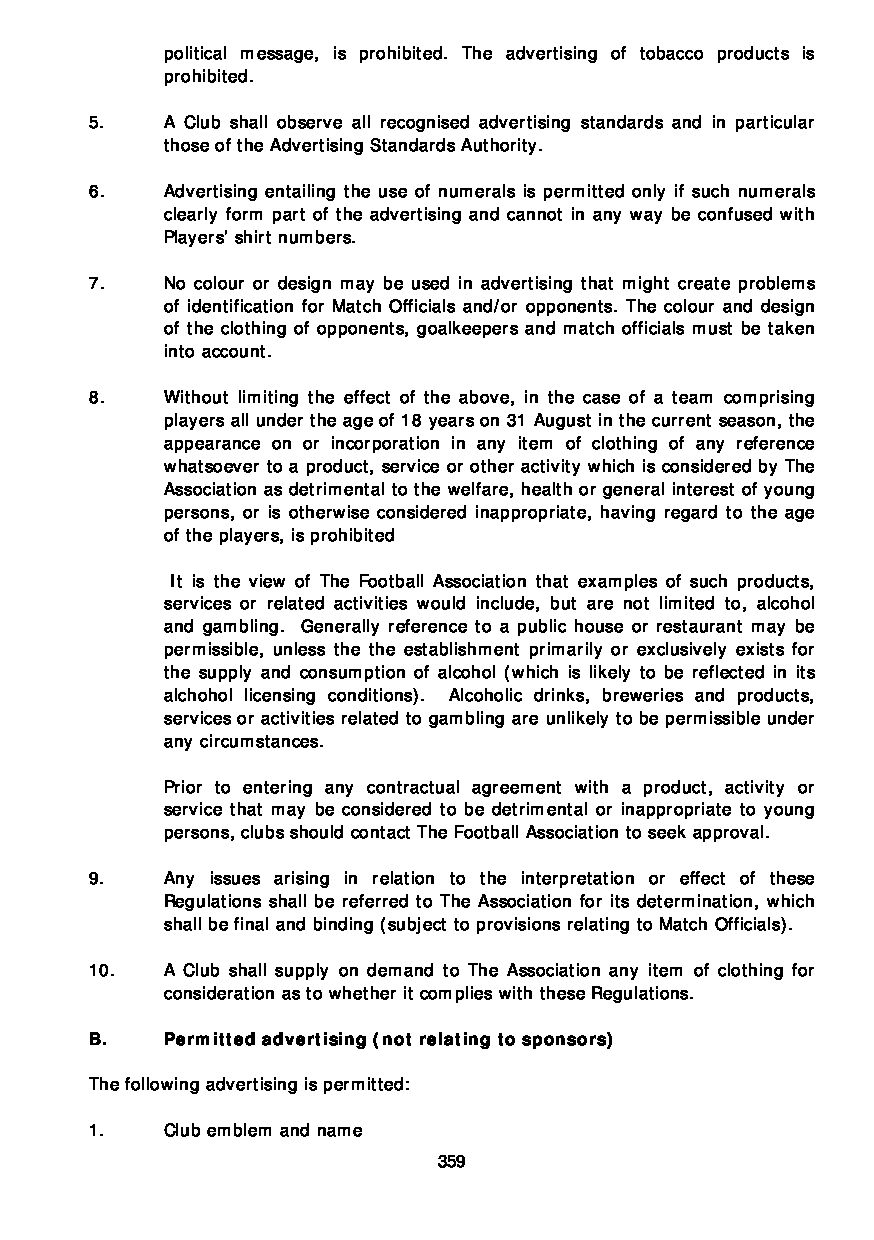 political message, is prohibited. The advertising of tobacco products is
prohibited.
5. A Club shall observe all recognised advertising standards and in particular
those of the Advertising Standards Authority.
6. Advertising entailing the use of numerals is permitted only if such numerals
clearly form part of the advertising and cannot in any way be confused with
Players' shirt numbers.
7. No colour or design may be used in advertising that might create problems
of identification for Match Officials and/or opponents. The colour and design
of the clothing of opponents, goalkeepers and match officials must be taken
into account.
8. Without limiting the effect of the above, in the case of a team comprising
players all under the age of 18 years on 31 August in the current season, the
appearance on or incorporation in any item of clothing of any reference
whatsoever to a product, service or other activity which is considered by The
Association as detrimental to the welfare, health or general interest of young
persons, or is otherwise considered inappropriate, having regard to the age
of the players, is prohibited
It is the view of The Football Association that examples of such products,
services or related activities would include, but are not limited to, alcohol
and gambling. Generally reference to a public house or restaurant may be
permissible, unless the the establishment primarily or exclusively exists for
the supply and consumption of alcohol (which is likely to be reflected in its
alchohol licensing conditions). Alcoholic drinks, breweries and products,
services or activities related to gambling are unlikely to be permissible under
any circumstances.
Prior to entering any contractual agreement with a product, activity or
service that may be considered to be detrimental or inappropriate to young
persons, clubs should contact The Football Association to seek approval.
9. Any issues arising in relation to the interpretation or effect of these
Regulations shall be referred to The Association for its determination, which
shall be final and binding (subject to provisions relating to Match Officials).
10. A Club shall supply on demand to The Association any item of clothing for
consideration as to whether it complies with these Regulations.
B. Permitted advertising (not relating to sponsors)
The following advertising is permitted:
1. Club emblem and name
359